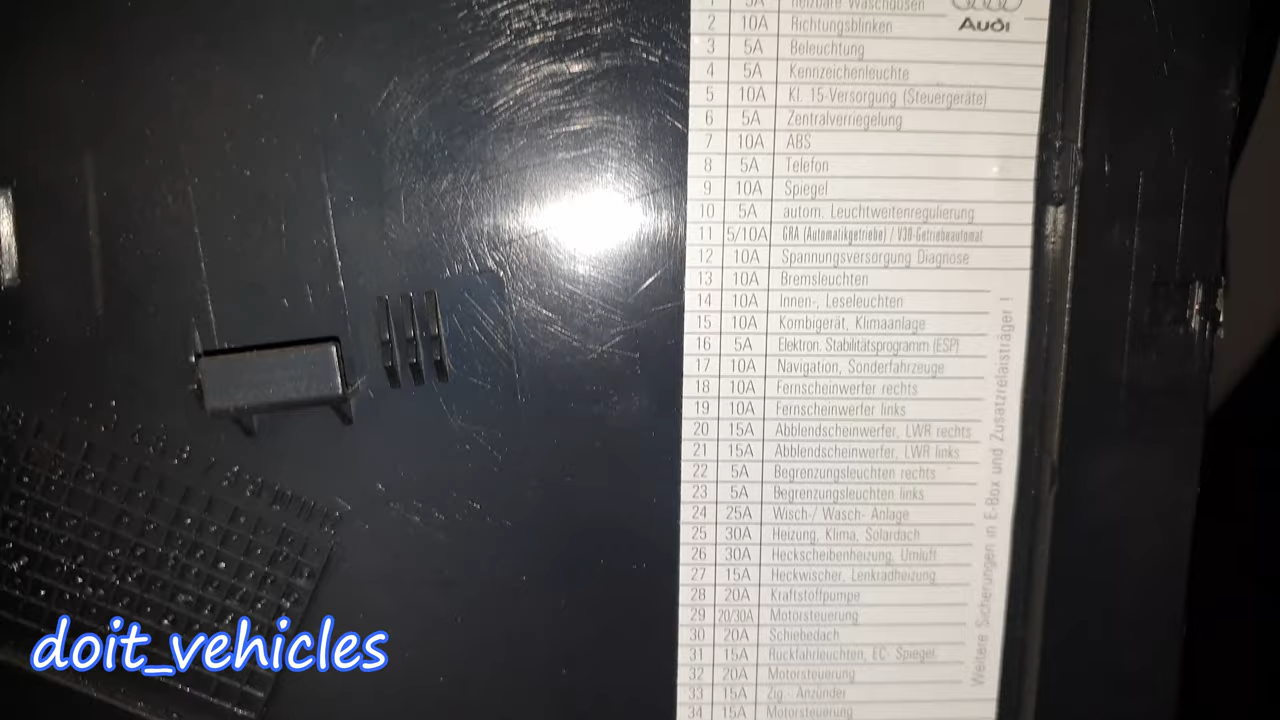 1 5A heizbare Waschdüsen
Audi
2 10A Richtungsblinken
3 5A Beleuchtung
4 5A Kennzeichenleuchte
5 10A Kl. 15-Versorgung (Steuergeräte)
6 5A Zentralverriegelung
7 10A ABS
8 5A Telefon
9 10A Spiegel
10 5A autom. Leuchtweitenregulierung
11 5/10A GRA (Automatikgetriebe) / V30-Getriebeautomat
12 10A Spannungsversorgung Diagnose
13 10A Bremsleuchten
14 10A Innen-, Leseleuchten
15 10A Kombigerät, Klimaanlage
16 5A Elektron. Stabilitätsprogramm (ESP)
17 10A Navigation, Sonderfahrzeuge
18 10A Fernscheinwerfer rechts
19 10A Fernscheinwerfer links
20 15A Abblendscheinwerfer, LWR rechts
21 15A Abblendscheinwerfer, LWR links
22 5A Begrenzungsleuchten rechts
23 5A Begrenzungsleuchten links
24 25A Wisch-/ Wasch- Anlage
25 30A Heizung, Klima, Solardach
26 30A Heckscheibenheizung, Umluft
27 15A Heckwischer, Lenkradheizung
28 20A Kraftstoffpumpe
29 20/30A Motorsteuerung
30 20A Schiebedach
31 15A Rückfahrleuchten, EC- Spiegel
32 20A Motorsteuerung
33 15A Zig.- Anzünder
34 15A Motorsteuerung
Weitere Sicherungen in E-Box und Zusatzrelaisträger !
doit_vehicles